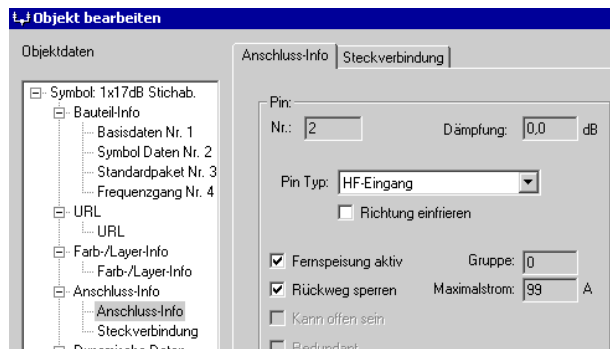 Objekt bearbeiten
Objektdaten
Anschluss-Info Steckverbindung
Symbol: 1x17dB Stichab.
Bauteil-Info
Basisdaten Nr. 1
Symbol Daten Nr. 2
Standardpaket Nr. 3
Frequenzgang Nr. 4
URL
URL
Farb-/Layer-Info
Farb-/Layer-Info
Anschluss-Info
Anschluss-Info
Steckverbindung
Dynamische Daten
Pin:
Nr.: 2 Dämpfung: 0,0 dB
Pin Typ: HF-Eingang
Richtung einfrieren
Fernspeisung aktiv Gruppe: 0
Rückweg sperren Maximalstrom: 99 A
Kann offen sein
Redundant